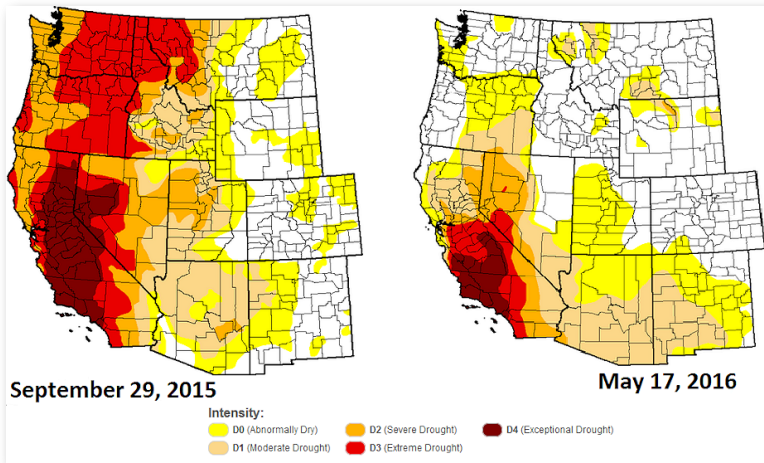 September 29, 2015
May 17, 2016
Intensity:
D0 (Abnormally Dry)
D2 (Severe Drought)
D4 (Exceptional Drought)
D1 (Moderate Drought)
D3 (Extreme Drought)